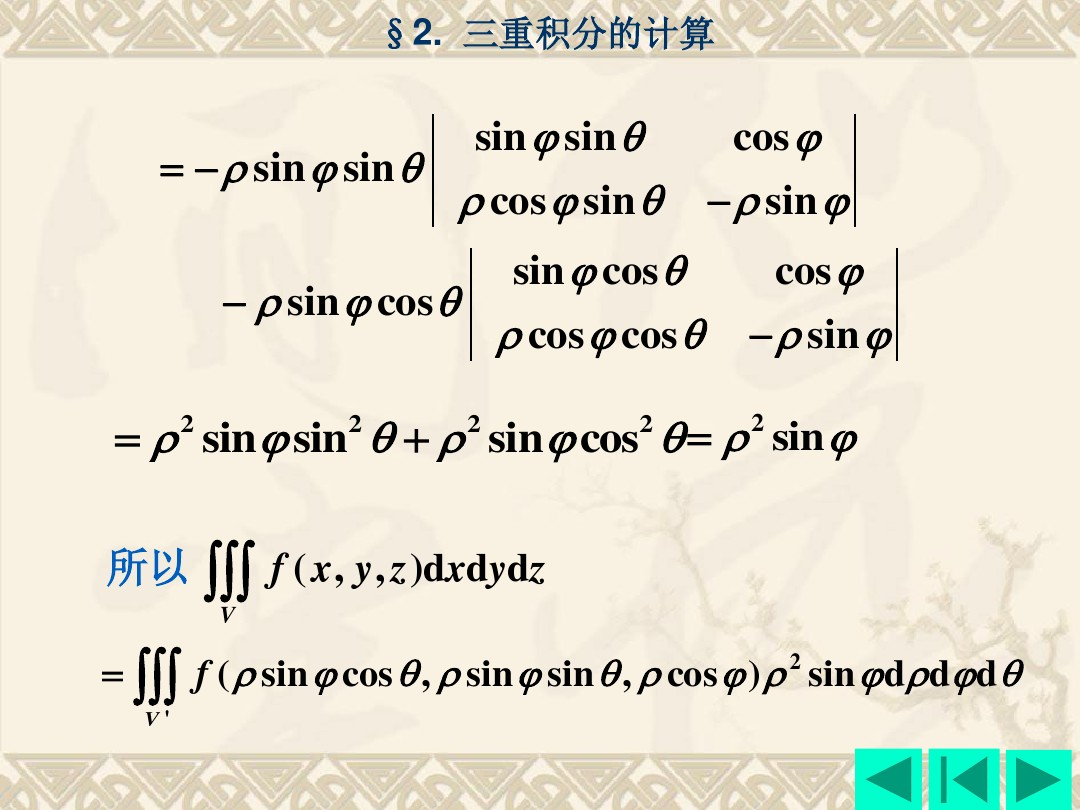 §2. 三重积分的计算
= −ρ sin φ sin θ | sin φ sin θ cos φ |
| ρ cos φ sin θ −ρ sin φ |
− ρ sin φ cos θ | sin φ cos θ cos φ |
| ρ cos φ cos θ −ρ sin φ |
= ρ² sin φ sin² θ + ρ² sin φ cos² θ = ρ² sin φ
所以 ∭_V f (x, y, z)dxdydz
= ∭_V' f (ρ sin φ cos θ, ρ sin φ sin θ, ρ cos φ)ρ² sin φdρdφdθ